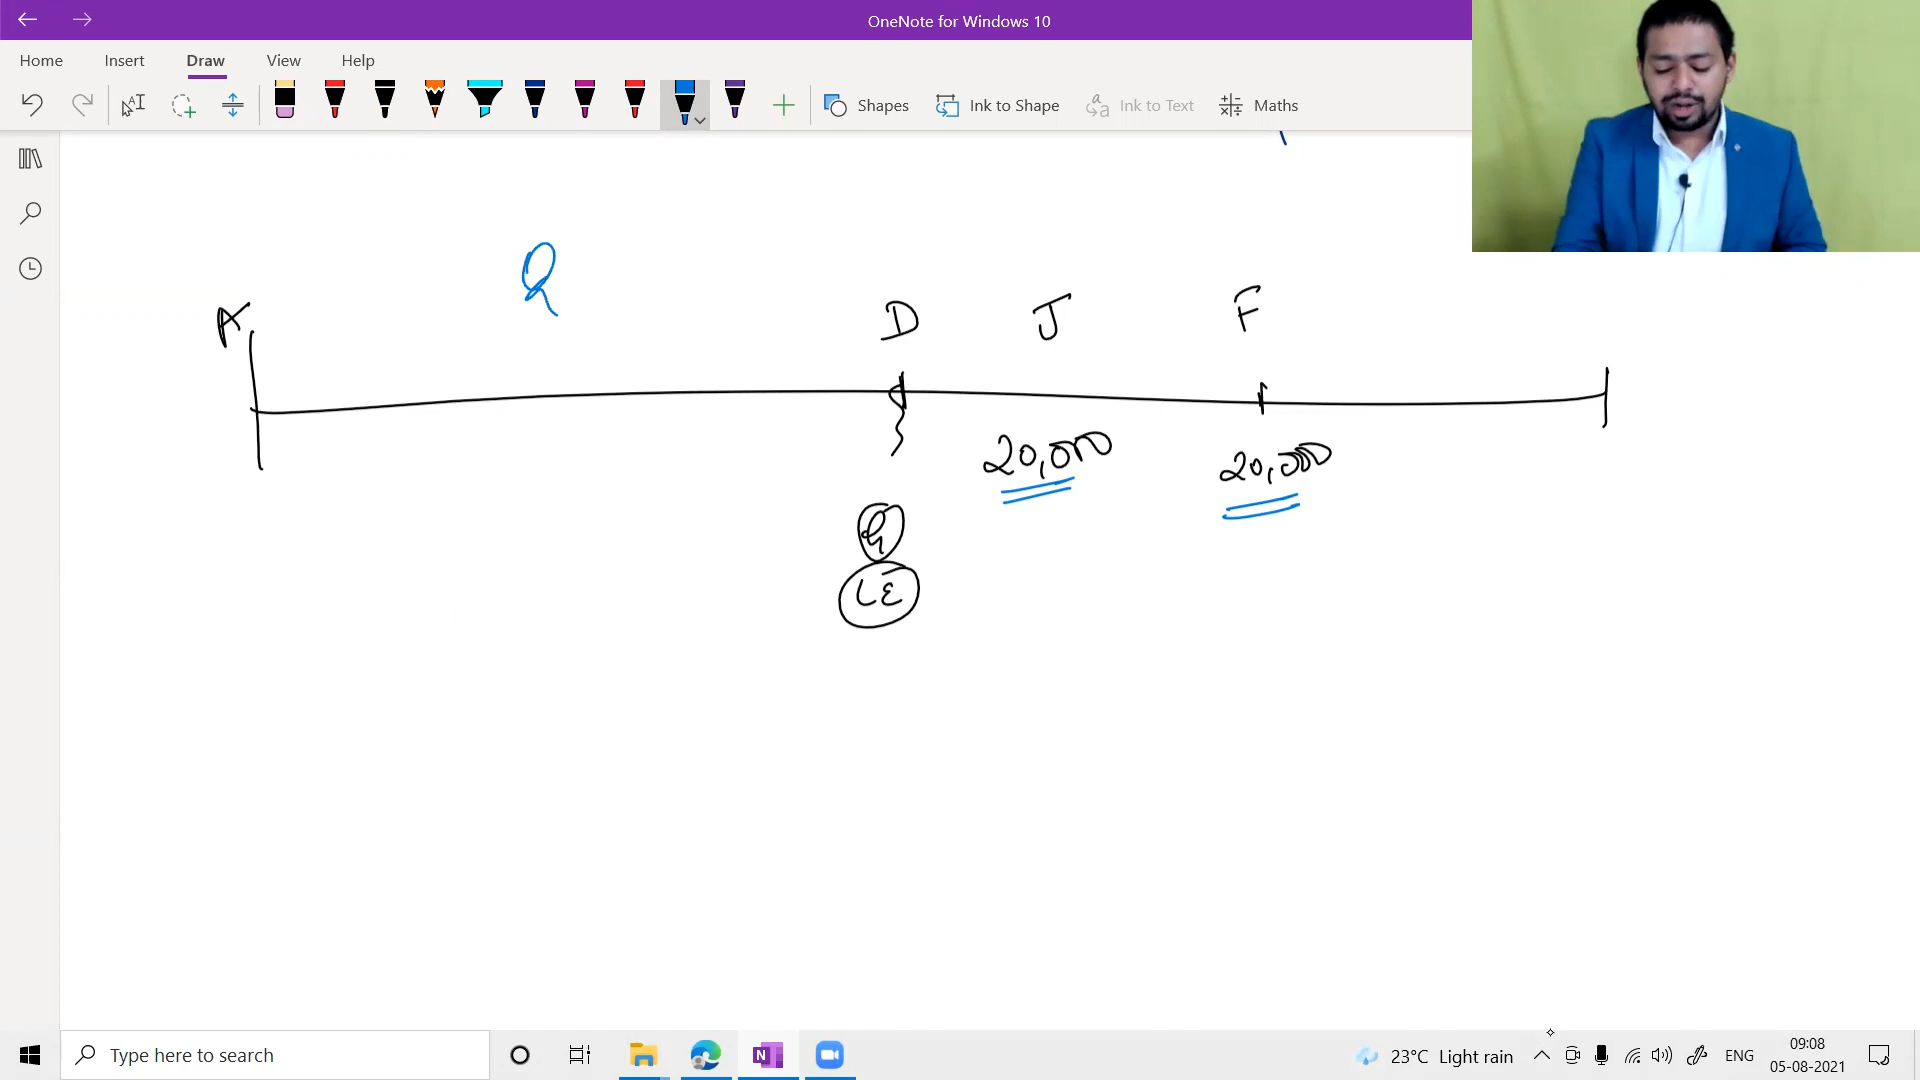 OneNote for Windows 10
Home Insert Draw View Help
Shapes Ink to Shape Ink to Text Maths
Q
A D J F
20,000 20,000
LE
Type here to search
23°C Light rain ENG 09:08
05-08-2021